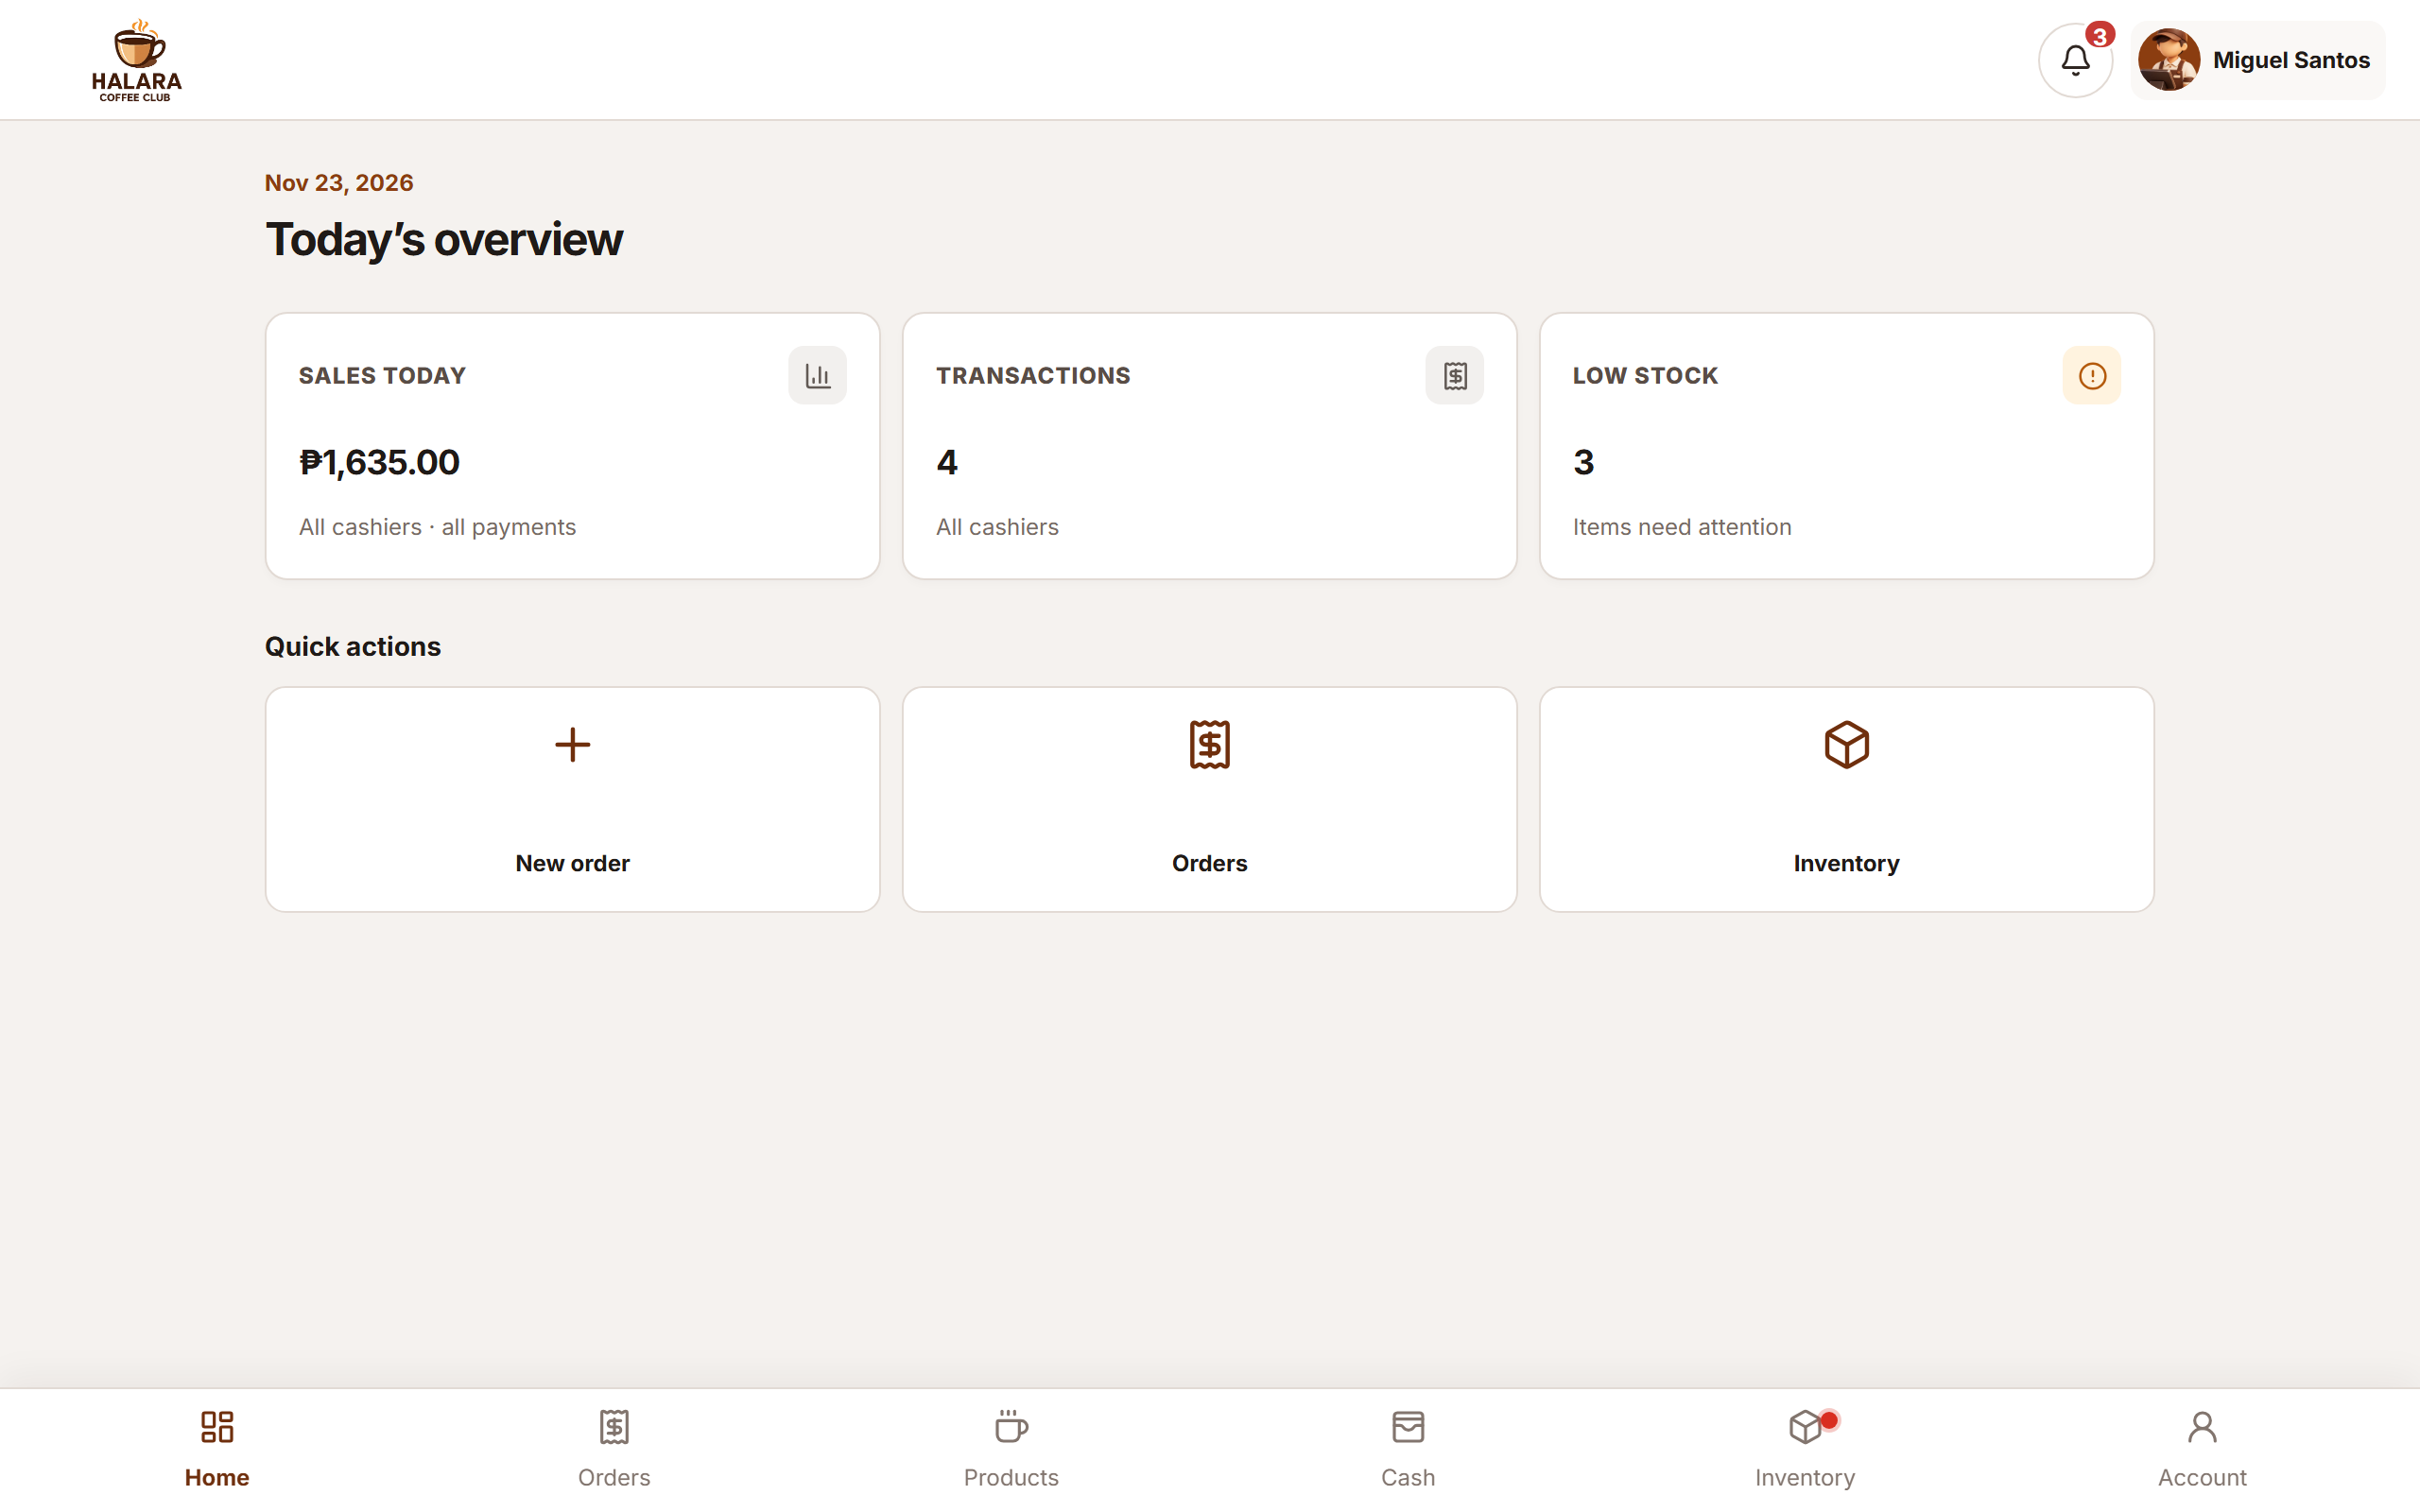 HALARA
COFFEE CLUB
3
Miguel Santos
Nov 23, 2026
Today’s overview
SALES TODAY
₱1,635.00
All cashiers · all payments
TRANSACTIONS
4
All cashiers
LOW STOCK
3
Items need attention
Quick actions
New order
Orders
Inventory
Home
Orders
Products
Cash
Inventory
Account